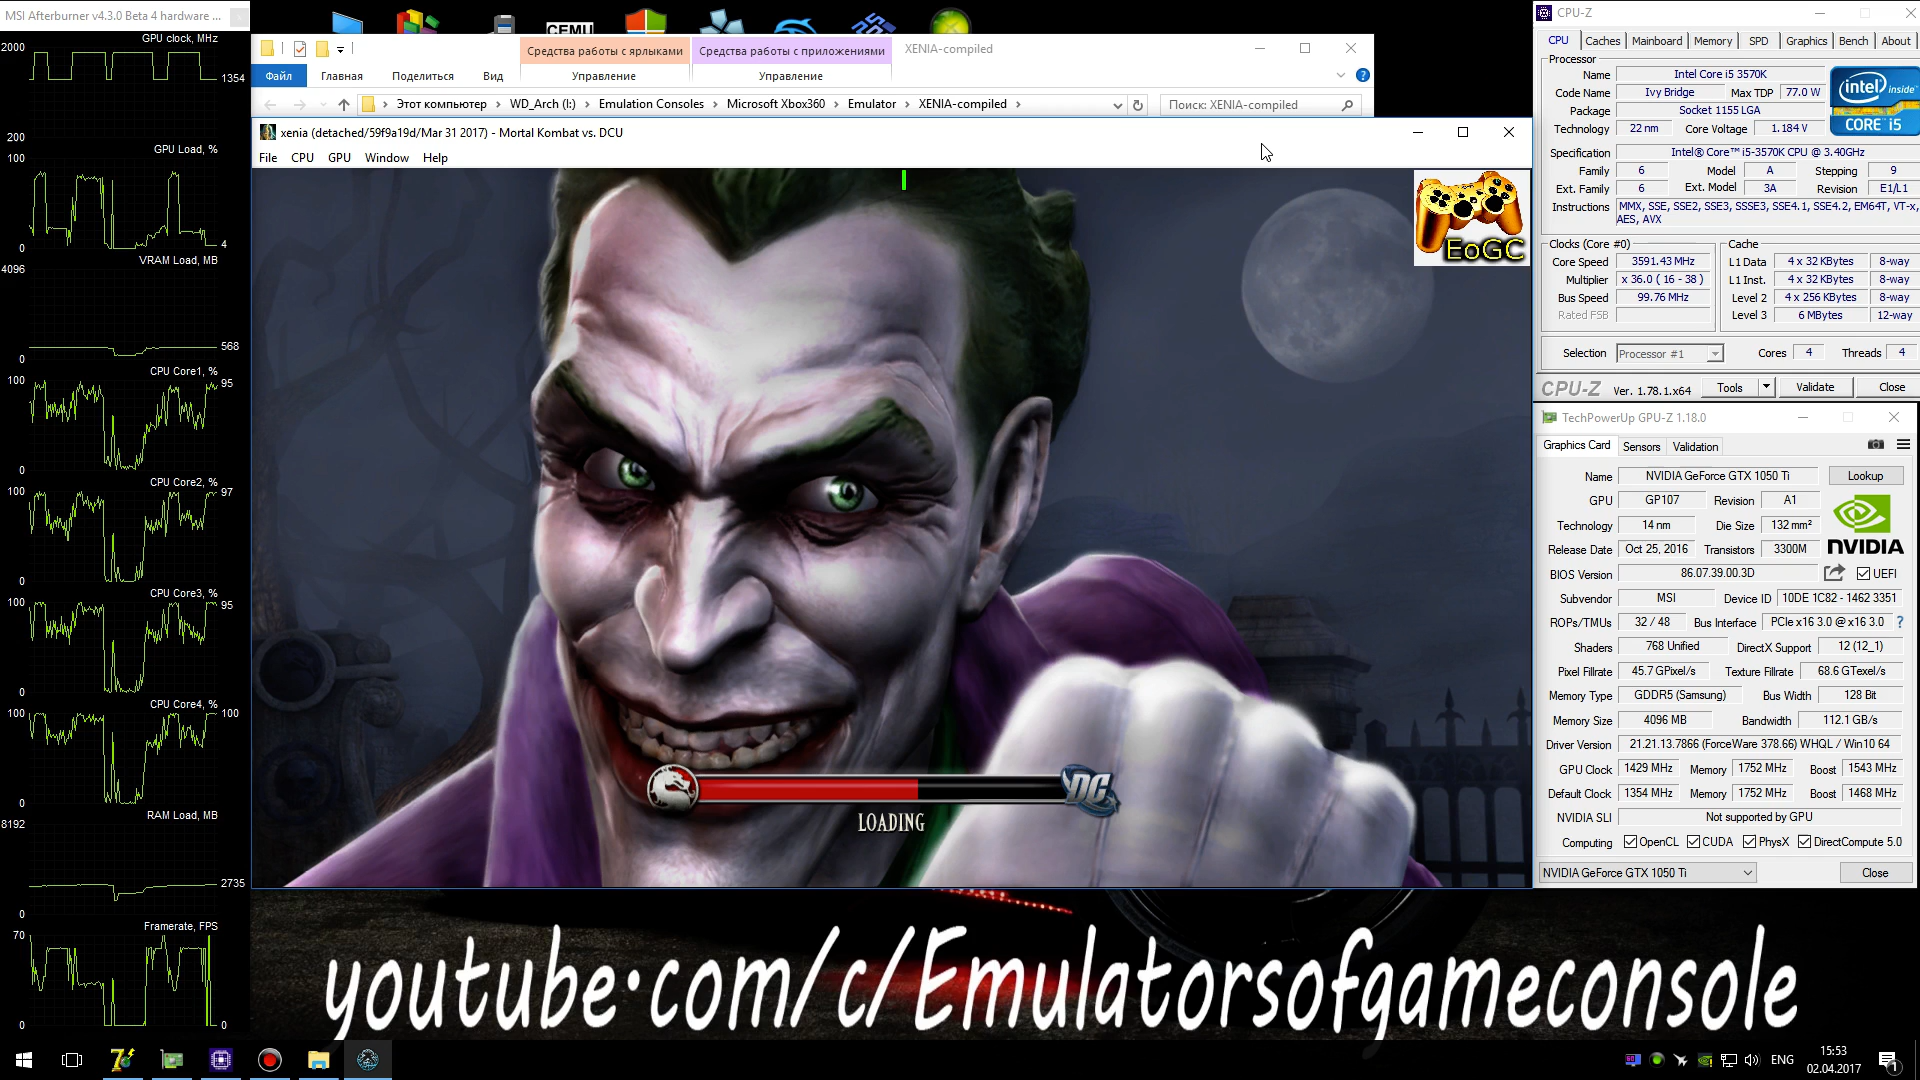 MSI Afterburner v4.3.0 Beta 4 hardware ...
GPU clock, MHz
2000
1354
200
GPU Load, %
100
0
4
VRAM Load, MB
4096
568
0
CPU Core1, %
100
95
0
CPU Core2, %
100
97
0
CPU Core3, %
100
95
0
CPU Core4, %
100
100
0
RAM Load, MB
8192
2735
0
Framerate, FPS
70
0
0
CEMU
Средства работы с ярлыками
Средства работы с приложениями
XENIA-compiled
Файл
Главная
Поделиться
Вид
Управление
Управление
Этот компьютер > WD_Arch (I:) > Emulation Consoles > Microsoft Xbox360 > Emulator > XENIA-compiled >
Поиск: XENIA-compiled
xenia (detached/59f9a19d/Mar 31 2017) - Mortal Kombat vs. DCU
File CPU GPU Window Help
EoGC
DC
LOADING
youtube.com/c/Emulatorsofgameconsole
CPU-Z
CPU Caches Mainboard Memory SPD Graphics Bench About
Processor
Name Intel Core i5 3570K
Code Name Ivy Bridge Max TDP 77.0 W
Package Socket 1155 LGA
Technology 22 nm Core Voltage 1.184 V
intel inside
CORE i5
Specification Intel® Core™ i5-3570K CPU @ 3.40GHz
Family 6 Model A Stepping 9
Ext. Family 6 Ext. Model 3A Revision E1/L1
Instructions MMX, SSE, SSE2, SSE3, SSSE3, SSE4.1, SSE4.2, EM64T, VT-x,
AES, AVX
Clocks (Core #0)
Core Speed 3591.43 MHz
Multiplier x 36.0 ( 16 - 38 )
Bus Speed 99.76 MHz
Rated FSB
Cache
L1 Data 4 x 32 KBytes 8-way
L1 Inst. 4 x 32 KBytes 8-way
Level 2 4 x 256 KBytes 8-way
Level 3 6 MBytes 12-way
Selection Processor #1 Cores 4 Threads 4
CPU-Z Ver. 1.78.1.x64 Tools Validate Close
TechPowerUp GPU-Z 1.18.0
Graphics Card Sensors Validation
Name NVIDIA GeForce GTX 1050 Ti Lookup
GPU GP107 Revision A1
Technology 14 nm Die Size 132 mm²
Release Date Oct 25, 2016 Transistors 3300M
NVIDIA
BIOS Version 86.07.39.00.3D UEFI
Subvendor MSI Device ID 10DE 1C82 - 1462 3351
ROPs/TMUs 32 / 48 Bus Interface PCIe x16 3.0 @ x16 3.0 ?
Shaders 768 Unified DirectX Support 12 (12_1)
Pixel Fillrate 45.7 GPixel/s Texture Fillrate 68.6 GTexel/s
Memory Type GDDR5 (Samsung) Bus Width 128 Bit
Memory Size 4096 MB Bandwidth 112.1 GB/s
Driver Version 21.21.13.7866 (ForceWare 378.66) WHQL / Win10 64
GPU Clock 1429 MHz Memory 1752 MHz Boost 1543 MHz
Default Clock 1354 MHz Memory 1752 MHz Boost 1468 MHz
NVIDIA SLI Not supported by GPU
Computing OpenCL CUDA PhysX DirectCompute 5.0
NVIDIA GeForce GTX 1050 Ti Close
ENG
15:53
02.04.2017
1